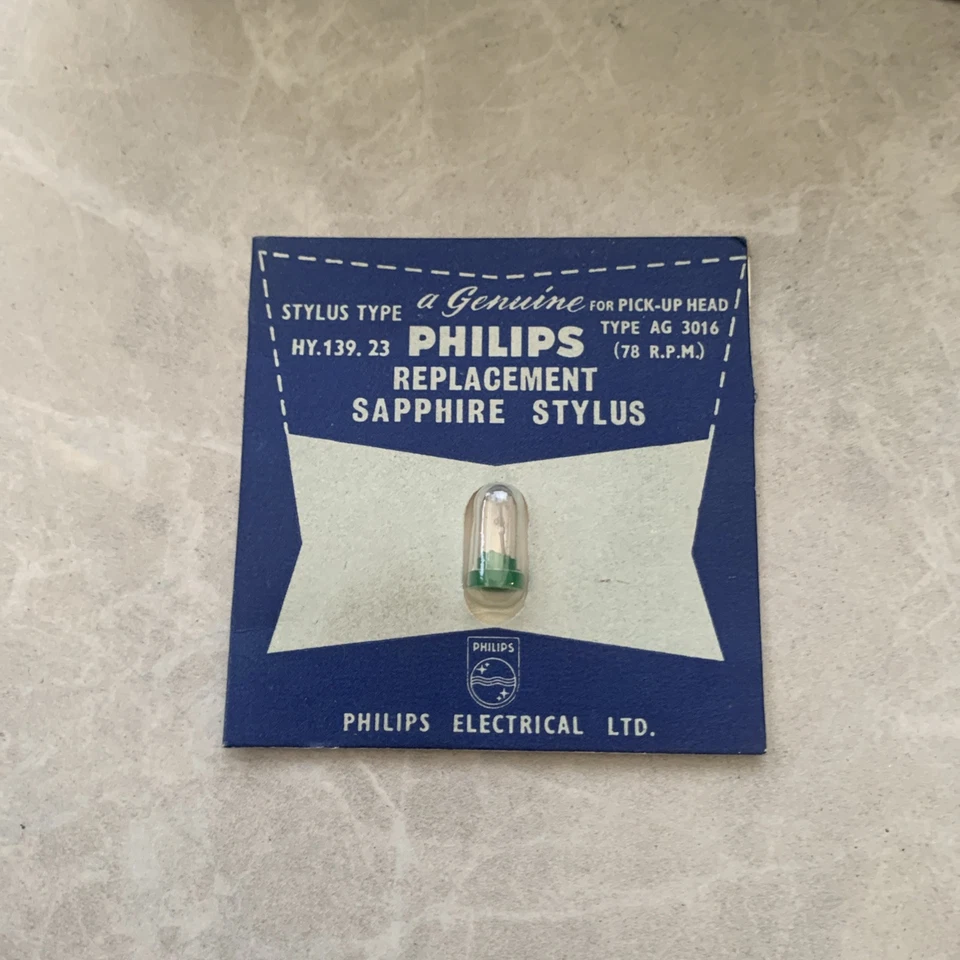 STYLUS TYPE
HY.139.23
a Genuine
PHILIPS
REPLACEMENT
SAPPHIRE STYLUS
FOR PICK-UP HEAD
TYPE AG 3016
(78 R.P.M.)
PHILIPS
PHILIPS ELECTRICAL LTD.